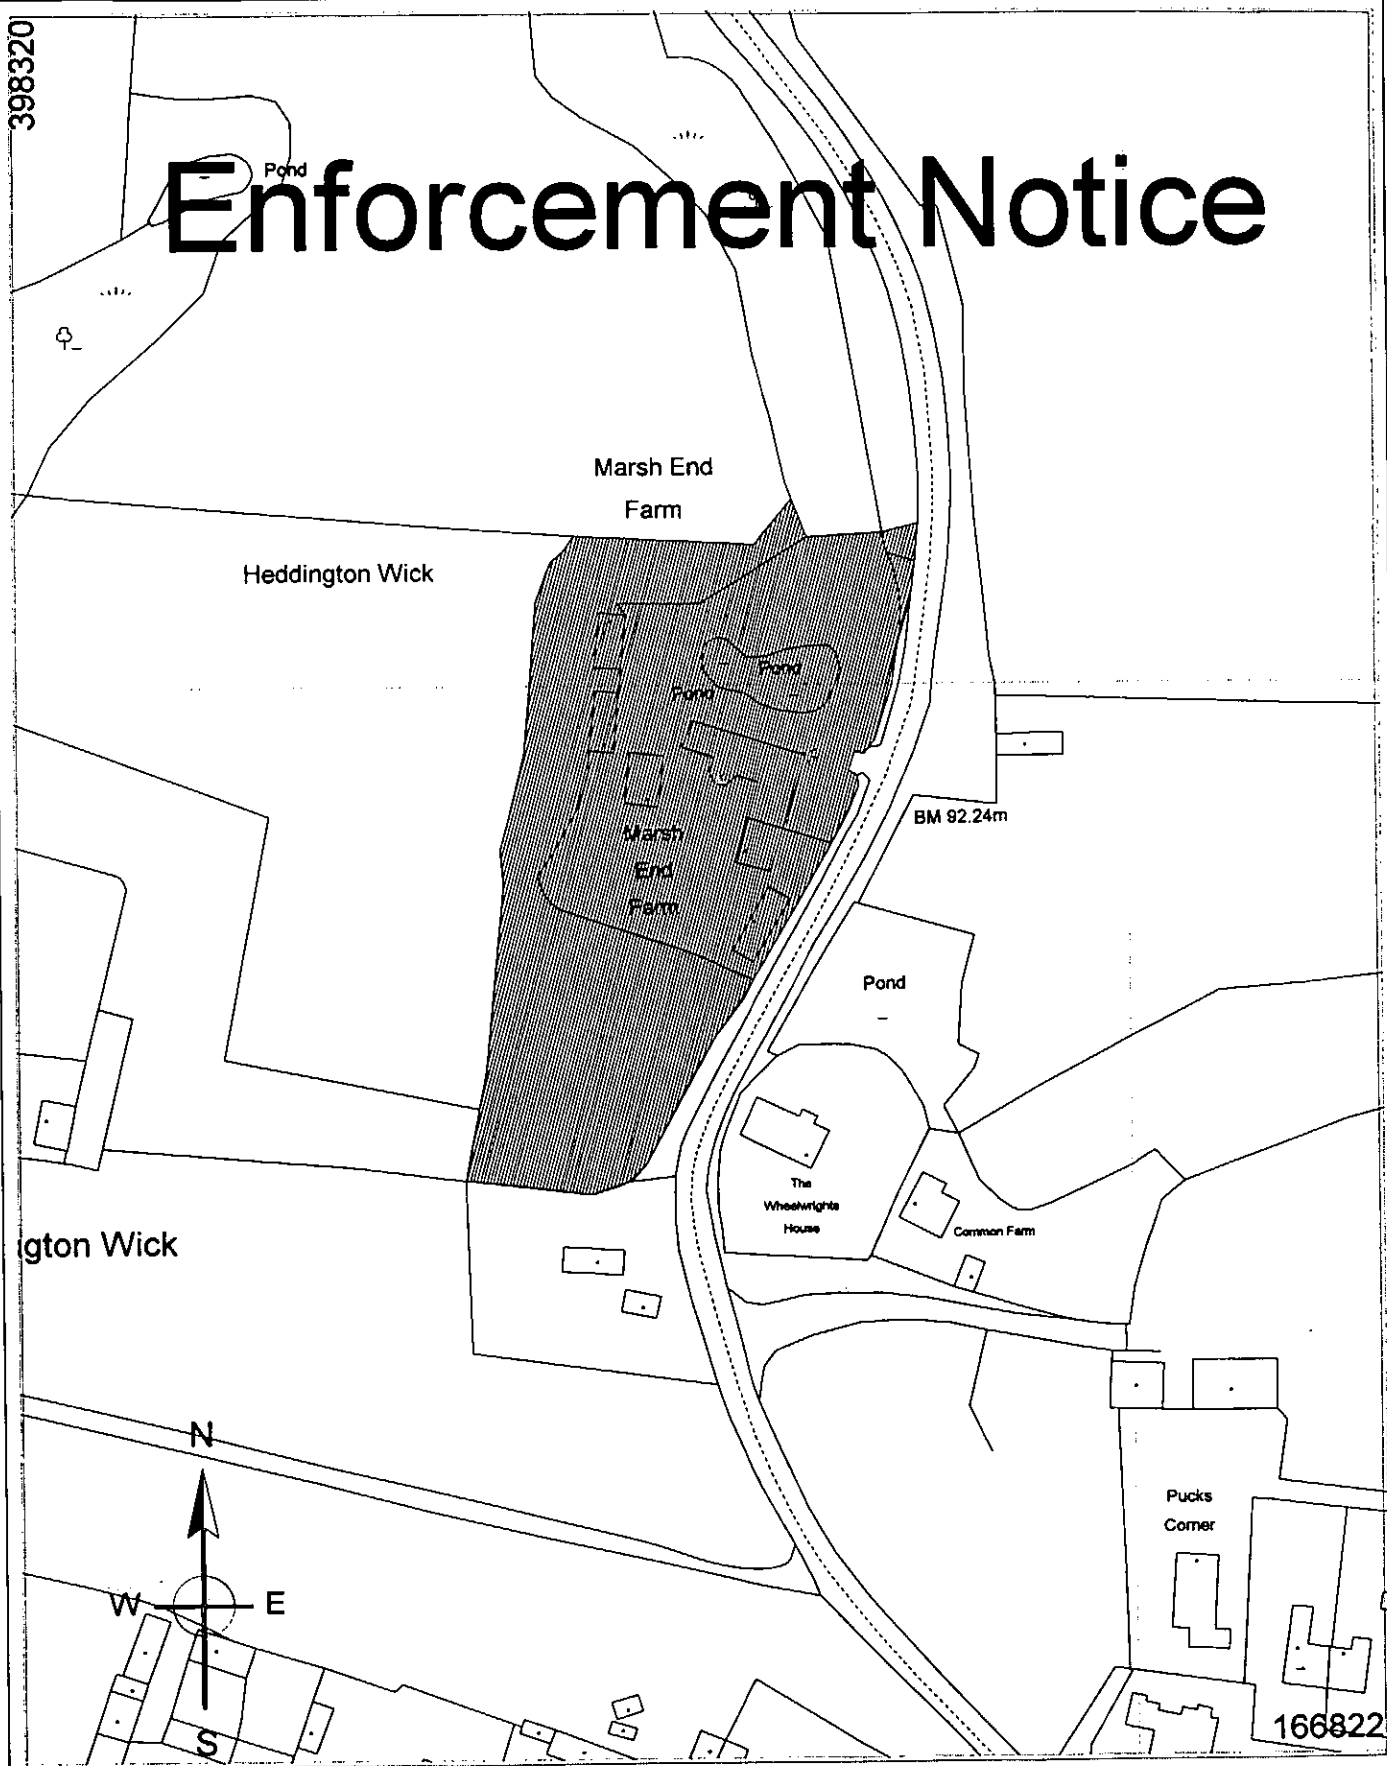 398320
Pond
Enforcement Notice
Marsh End
Farm
Heddington Wick
Pond
Pond
BM 92.24m
Marsh
End
Farm
Pond
The
Wheelwrights
House
Common Farm
gton Wick
N
Pucks
Corner
W E
S
166822